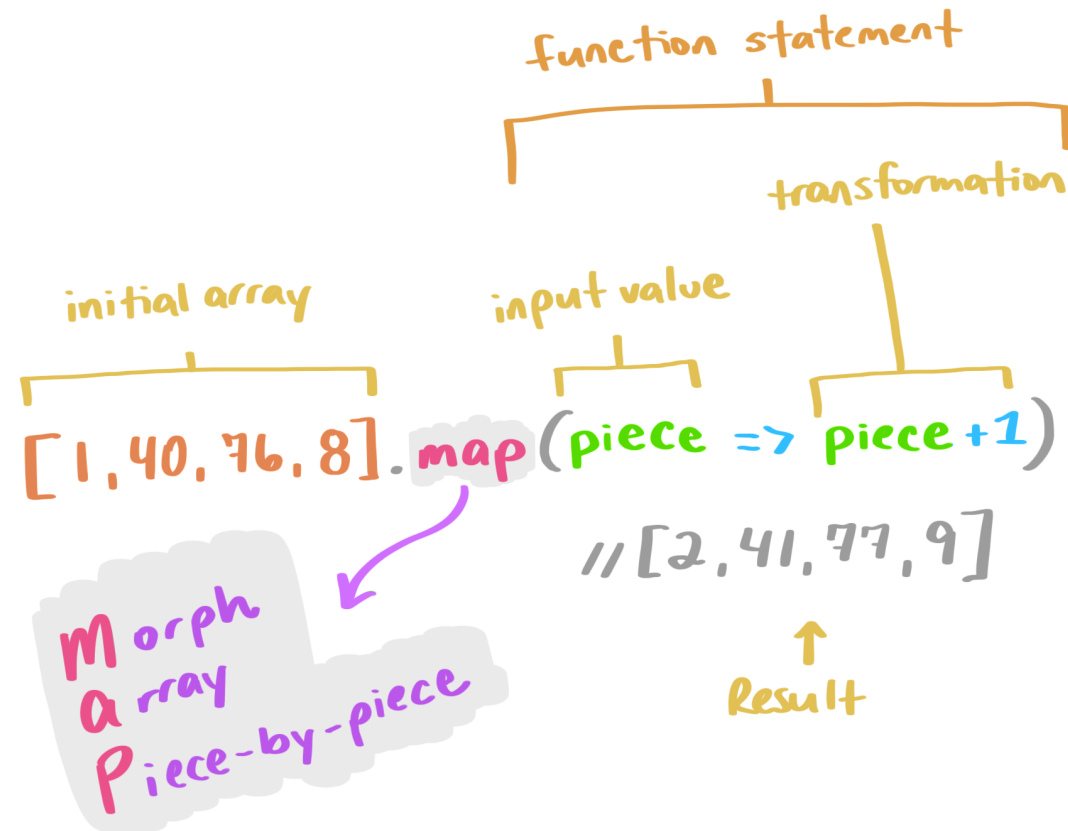 function statement
transformation
initial array
input value
[1,40,76,8].map(piece => piece+1)
//[2,41,77,9]
Result
Morph
array
Piece-by-piece